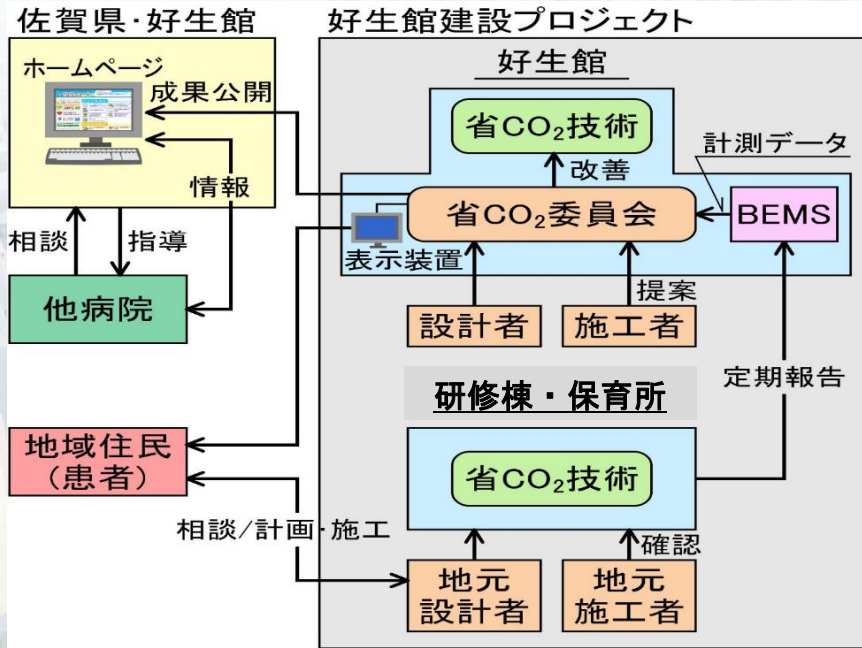 佐賀県・好生館
ホームページ
成果公開
情報
相談
指導
他病院
地域住民
(患者)
相談/計画・施工
好生館建設プロジェクト
好生館
省CO₂技術
改善
計測データ
省CO₂委員会
BEMS
表示装置
提案
設計者
施工者
定期報告
研修棟・保育所
省CO₂技術
確認
地元
設計者
地元
施工者